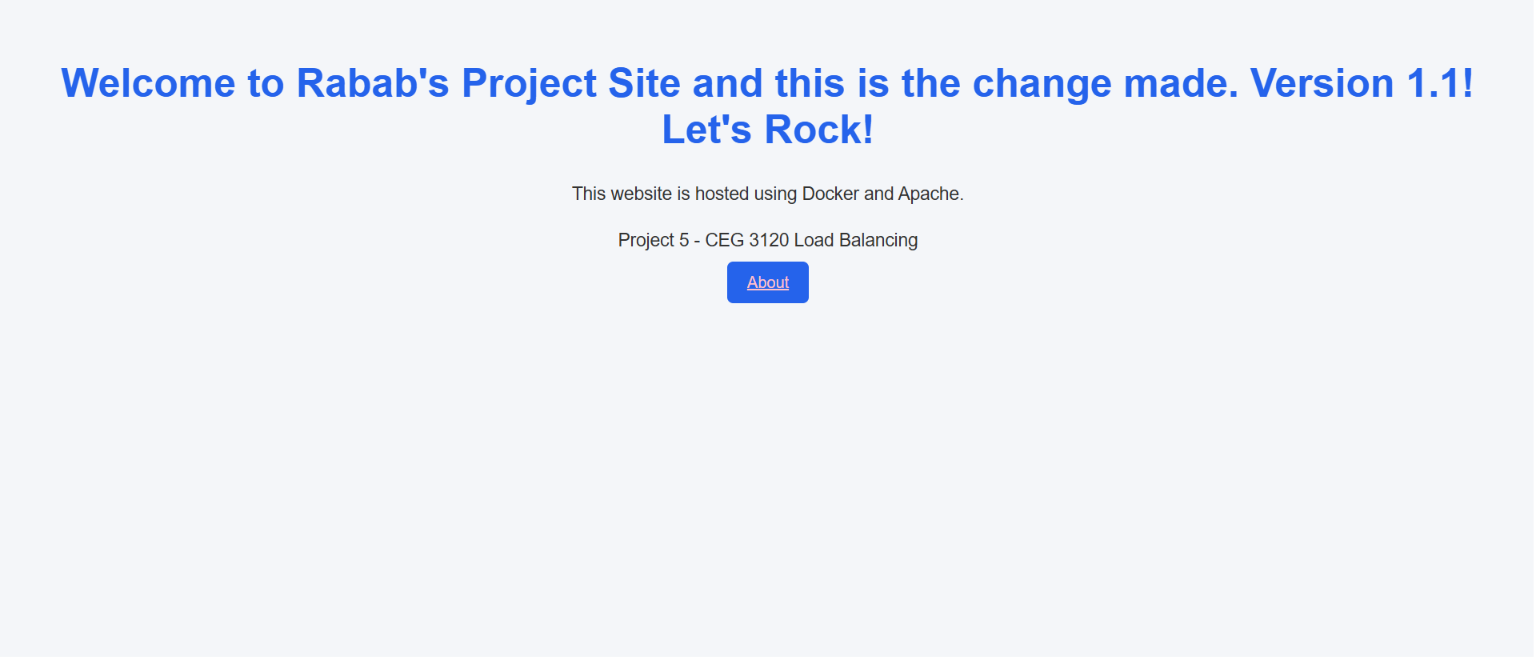 Welcome to Rabab's Project Site and this is the change made. Version 1.1!
Let's Rock!
This website is hosted using Docker and Apache.
Project 5 - CEG 3120 Load Balancing
About